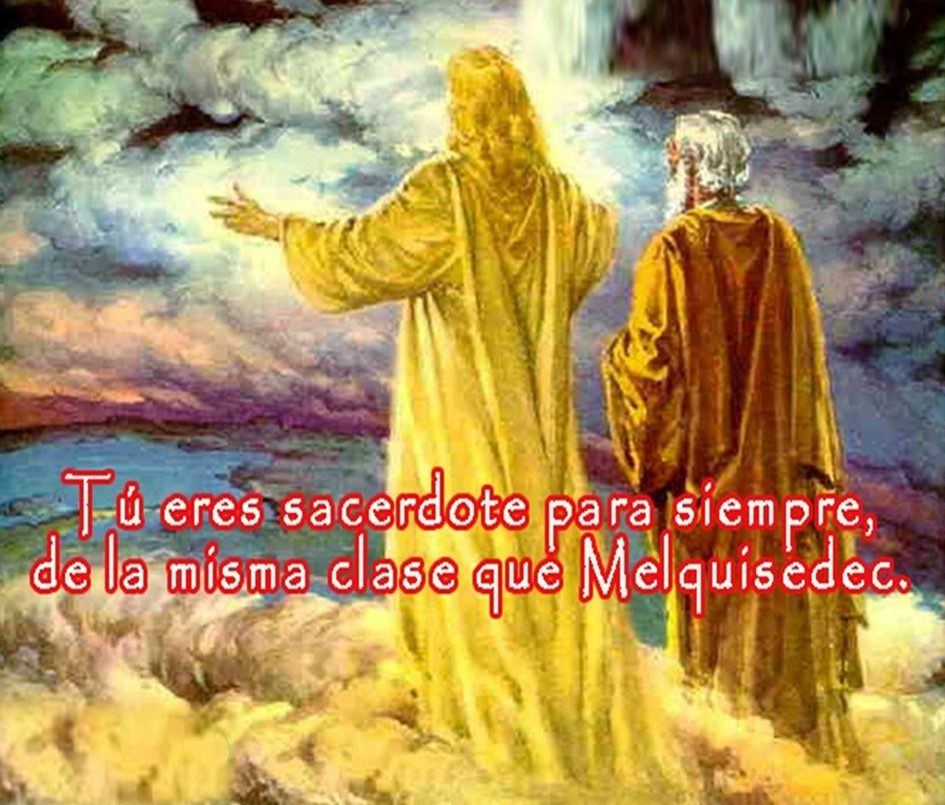 Tú eres sacerdote para siempre,
de la misma clase que Melquisedec.